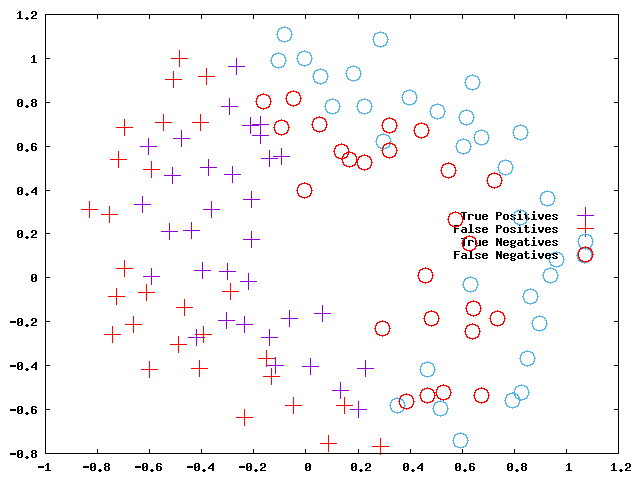 1.2
1
0.8
0.6
0.4
0.2
0
-0.2
-0.4
-0.6
-0.8
True Positives
False Positives
True Negatives
False Negatives
-1 -0.8 -0.6 -0.4 -0.2 0 0.2 0.4 0.6 0.8 1 1.2